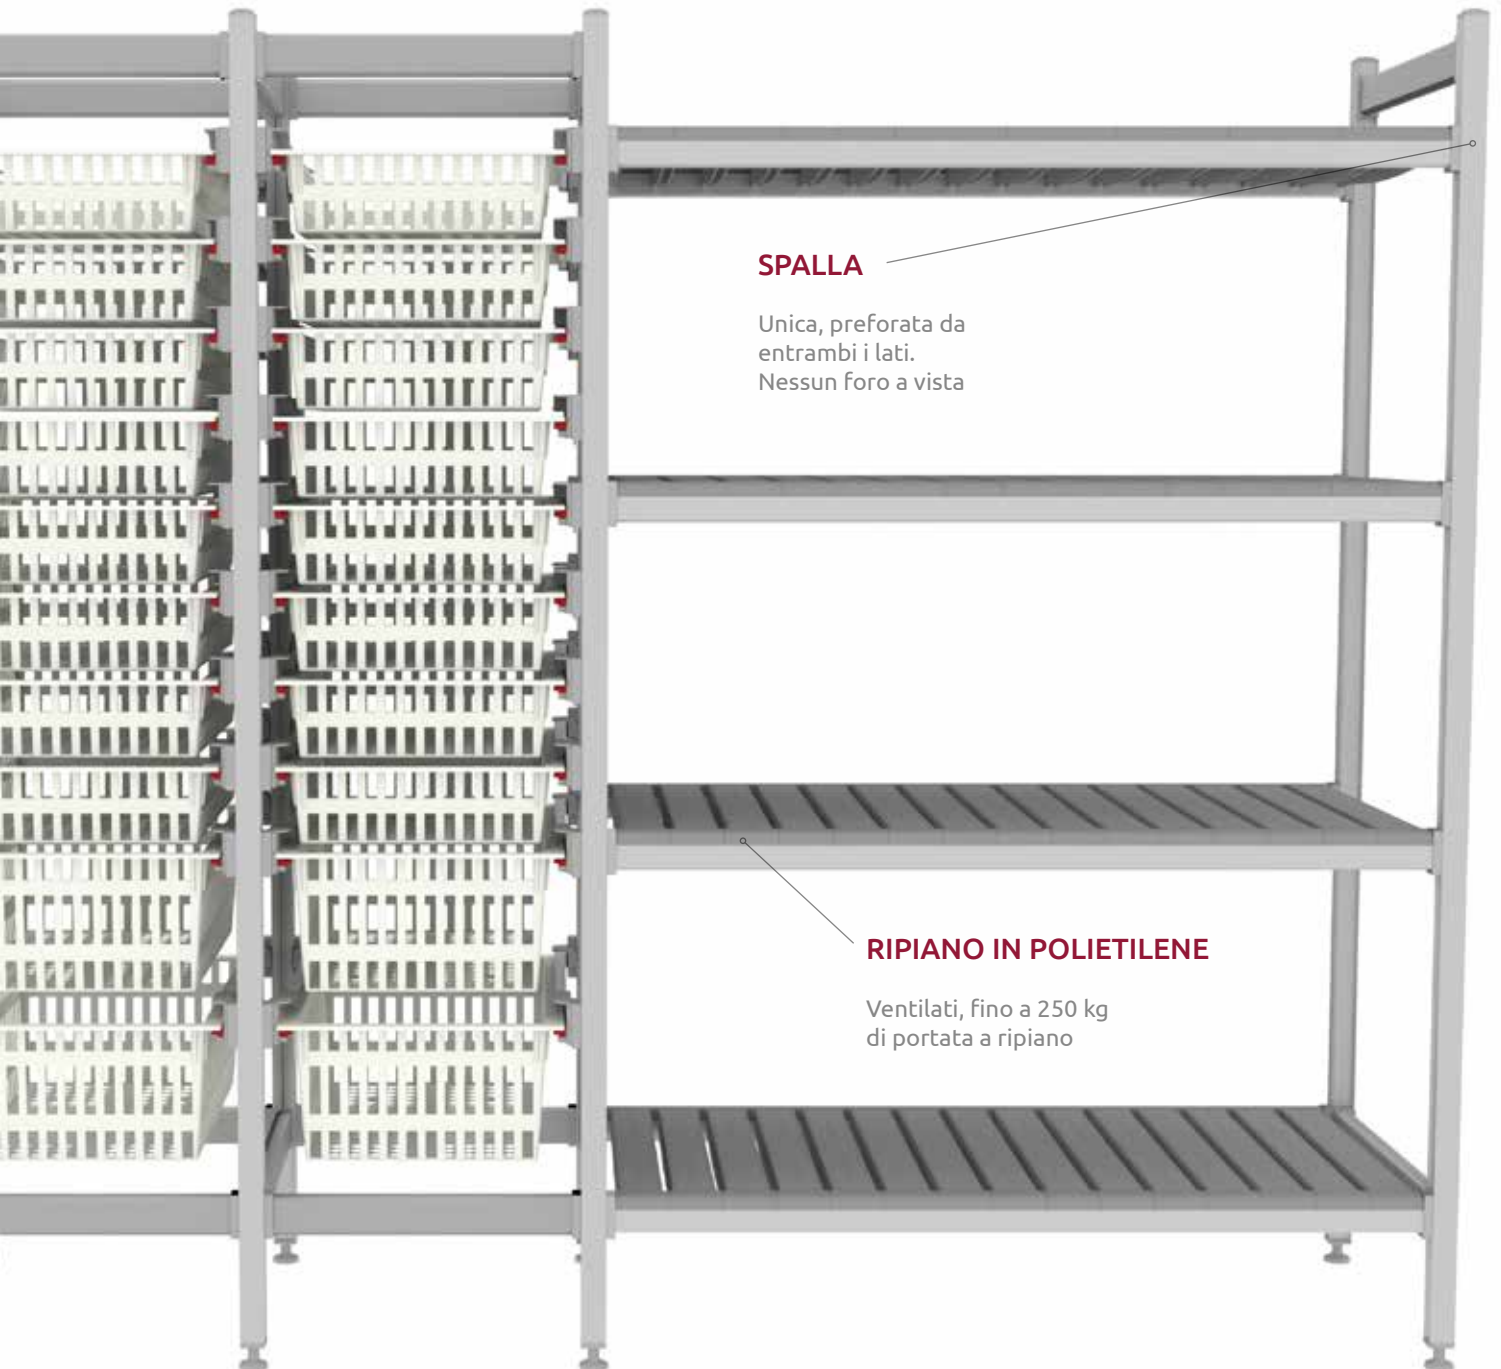 SPALLA
Unica, preforata da
entrambi i lati.
Nessun foro a vista
RIPIANO IN POLIETILENE
Ventilati, fino a 250 kg
di portata a ripiano